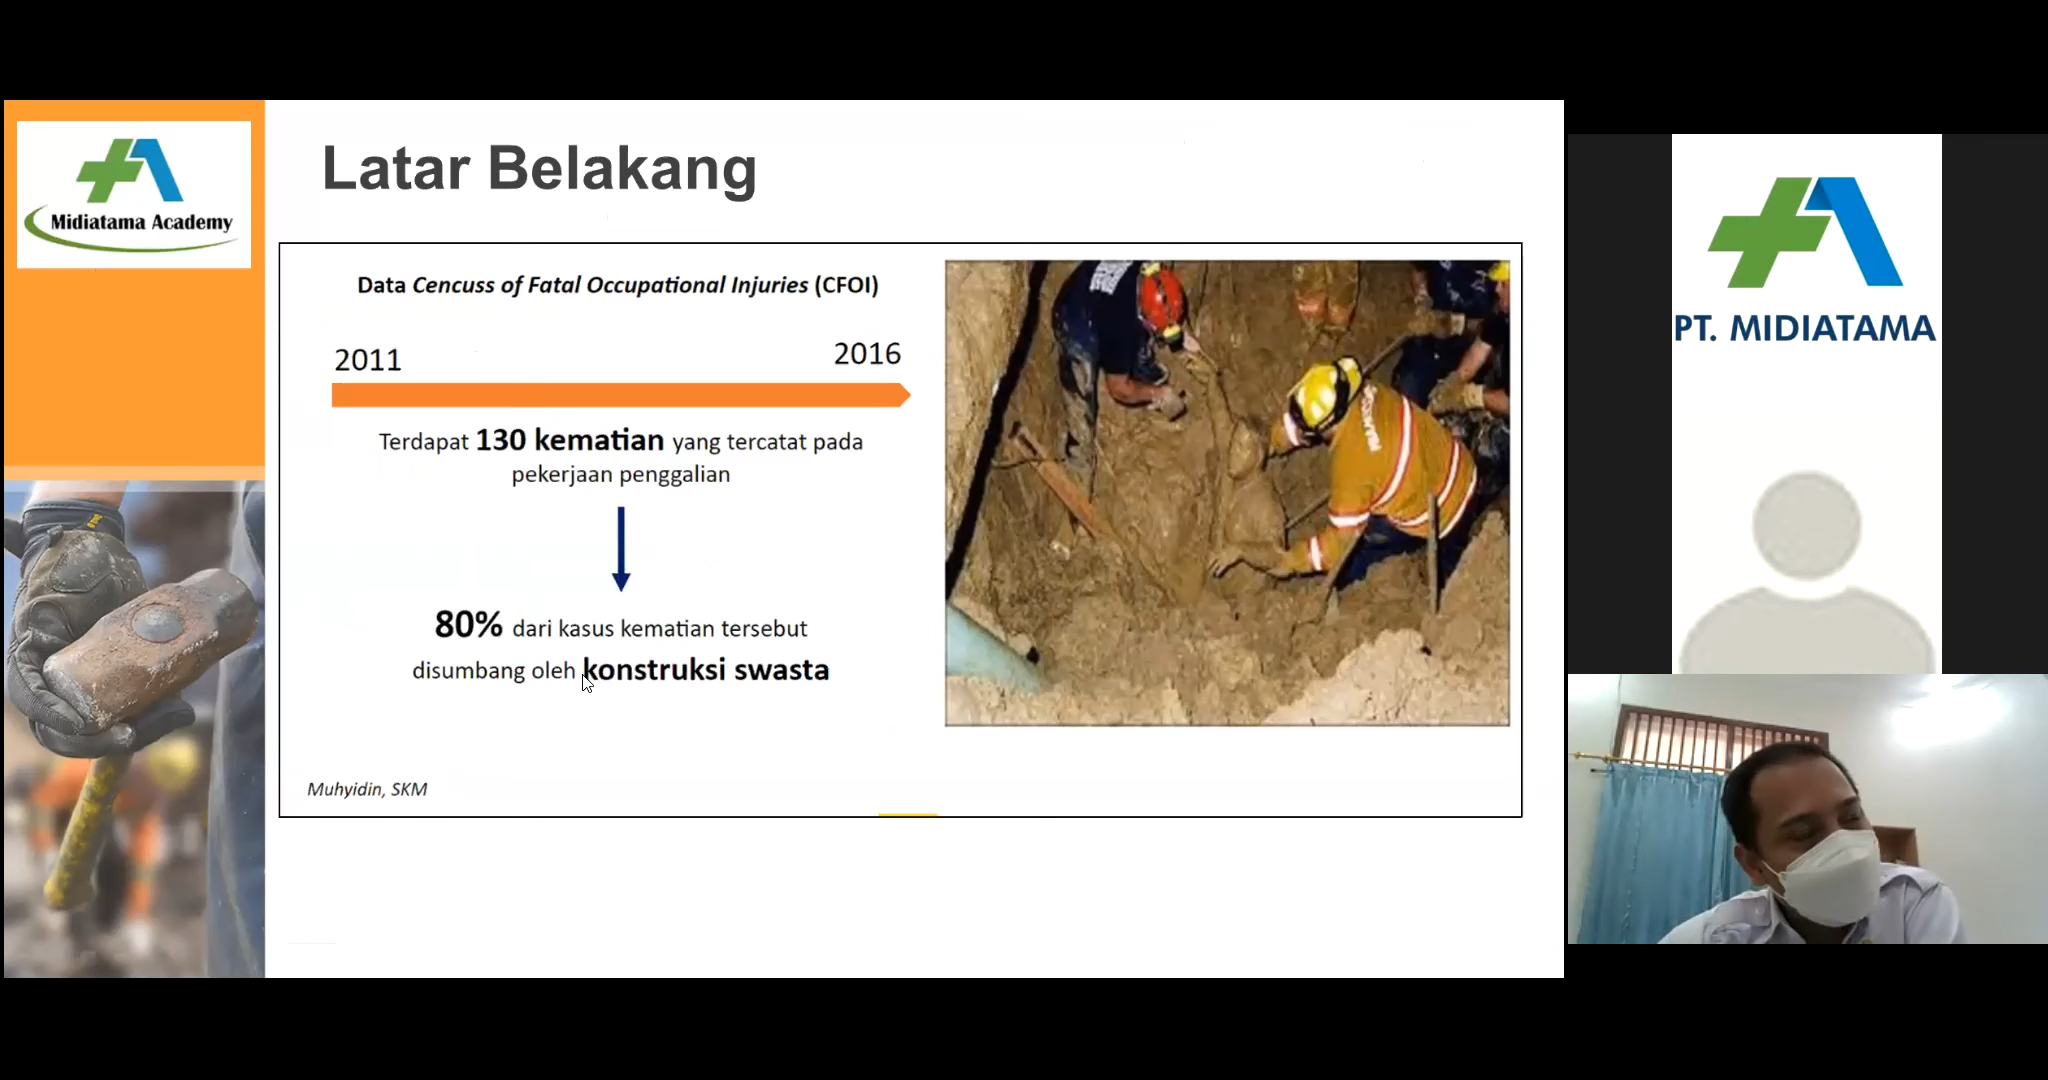 Midiatama Academy
Latar Belakang
Data Cencuss of Fatal Occupational Injuries (CFOI)
2011
2016
Terdapat 130 kematian yang tercatat pada
pekerjaan penggalian
80% dari kasus kematian tersebut
disumbang oleh konstruksi swasta
Muhyidin, SKM
PT. MIDIATAMA